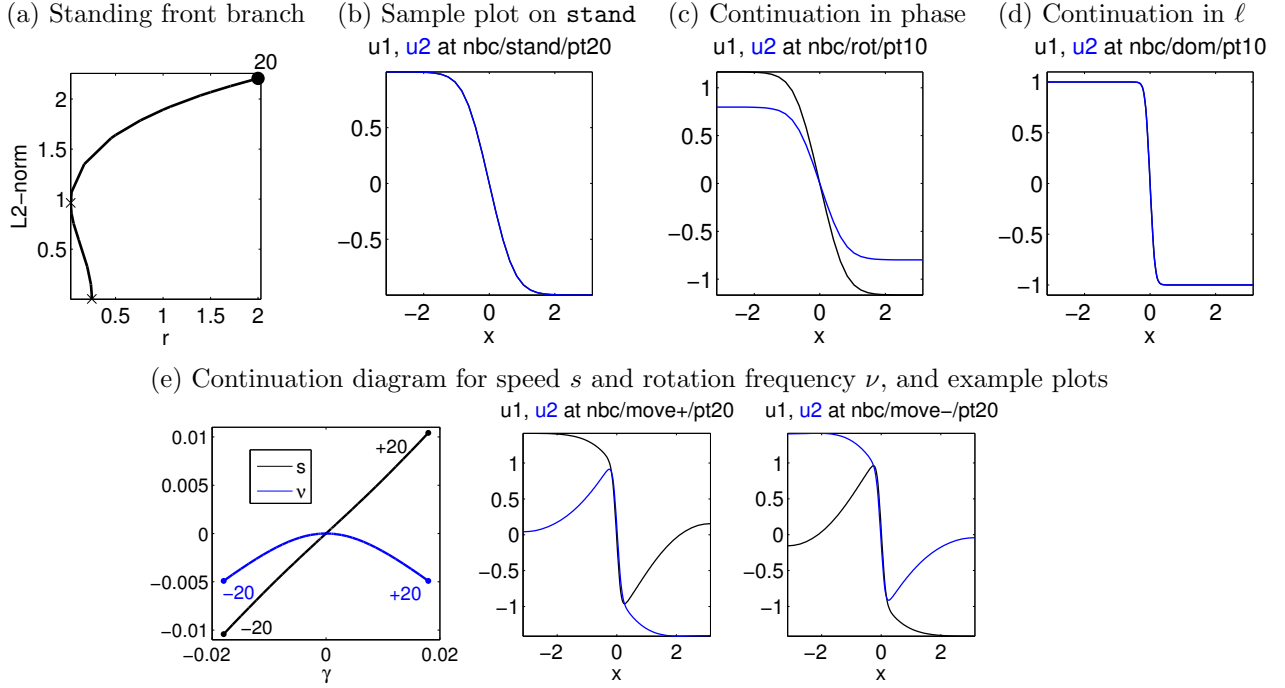 (a) Standing front branch
(b) Sample plot on stand
(c) Continuation in phase
(d) Continuation in ℓ
20
L2−norm
2
1.5
1
0.5
0.5
1
1.5
2
r
u1, u2 at nbc/stand/pt20
0.5
0
−0.5
−2
0
2
x
u1, u2 at nbc/rot/pt10
1
0.5
0
−0.5
−1
−2
0
2
x
u1, u2 at nbc/dom/pt10
1
0.5
0
−0.5
−1
−2
0
2
x
(e) Continuation diagram for speed s and rotation frequency ν, and example plots
0.01
0.005
0
−0.005
−0.01
−0.02
0
0.02
γ
s
ν
+20
−20
+20
−20
u1, u2 at nbc/move+/pt20
1
0.5
0
−0.5
−1
−2
0
2
x
u1, u2 at nbc/move−/pt20
1
0.5
0
−0.5
−1
−2
0
2
x